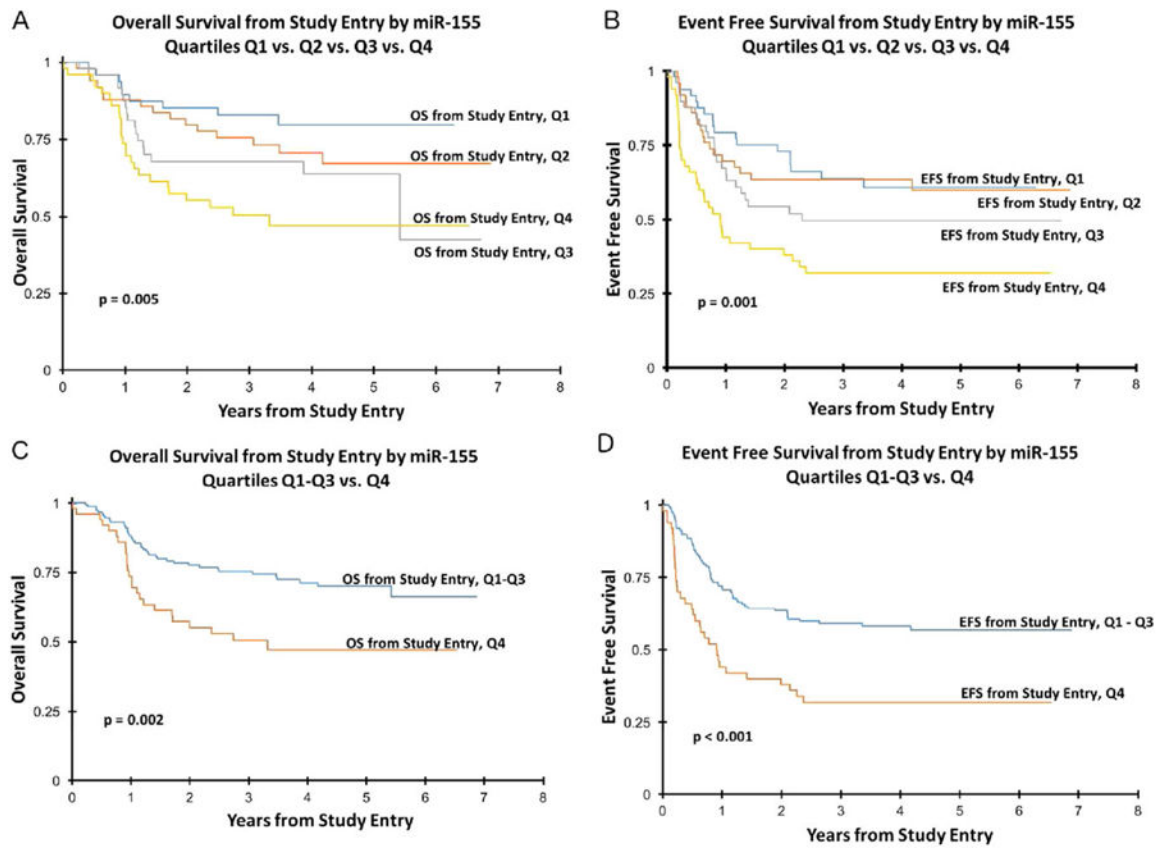 A
Overall Survival from Study Entry by miR-155
Quartiles Q1 vs. Q2 vs. Q3 vs. Q4
1
0.75
0.5
0.25
0
Overall Survival
OS from Study Entry, Q1
OS from Study Entry, Q2
OS from Study Entry, Q4
OS from Study Entry, Q3
p = 0.005
0 1 2 3 4 5 6 7 8
Years from Study Entry
B
Event Free Survival from Study Entry by miR-155
Quartiles Q1 vs. Q2 vs. Q3 vs. Q4
1
0.75
0.5
0.25
0
Event Free Survival
EFS from Study Entry, Q1
EFS from Study Entry, Q2
EFS from Study Entry, Q3
EFS from Study Entry, Q4
p = 0.001
0 1 2 3 4 5 6 7 8
Years from Study Entry
C
Overall Survival from Study Entry by miR-155
Quartiles Q1-Q3 vs. Q4
1
0.75
0.5
0.25
0
Overall Survival
OS from Study Entry, Q1-Q3
OS from Study Entry, Q4
p = 0.002
0 1 2 3 4 5 6 7 8
Years from Study Entry
D
Event Free Survival from Study Entry by miR-155
Quartiles Q1-Q3 vs. Q4
1
0.75
0.5
0.25
0
Event Free Survival
EFS from Study Entry, Q1 - Q3
EFS from Study Entry, Q4
p < 0.001
0 1 2 3 4 5 6 7 8
Years from Study Entry